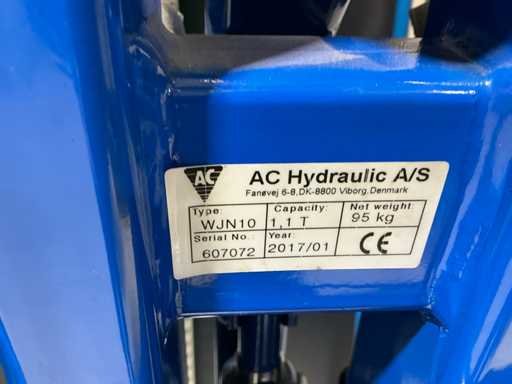 AC
AC Hydraulic A/S
Fanøvej 6-8,DK-8800 Viborg,Denmark
Type: Capacity: Net weight:
WJN10 1,1 T 95 kg
Serial No. Year:
607072 2017/01 CE